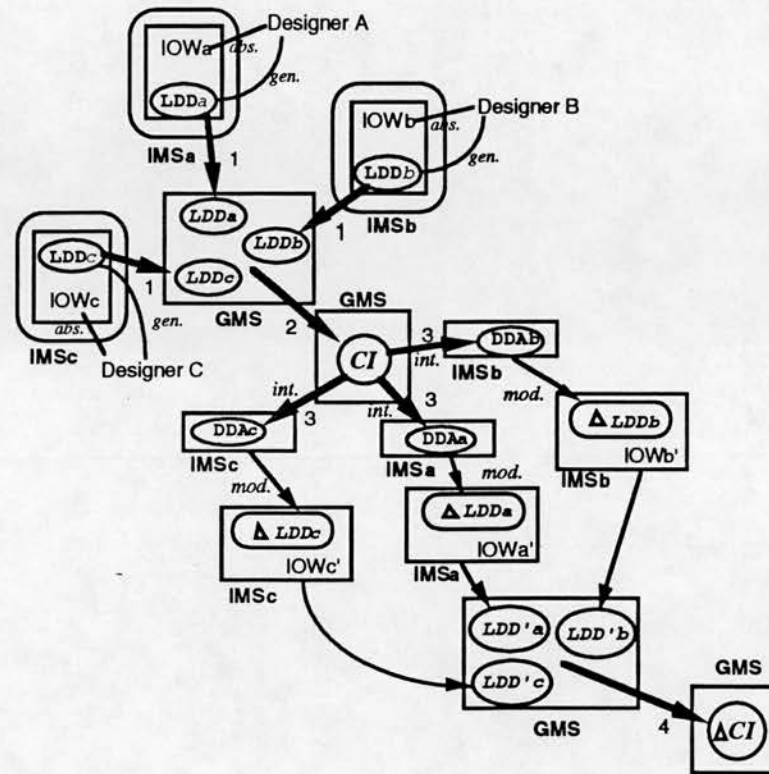 Designer A
IOWa
abs.
gen.
LDDa
IMSa
1
Designer B
IOWb
abs.
gen.
LDDb
IMSb
1
LDDa
LDDb
LDDc
GMS
LDDc
IOWc
abs.
gen.
IMSc
Designer C
1
2
GMS
CI
3
int.
DDAb
IMSb
mod.
Δ LDDb
IOWb'
IMSb
int.
3
DDAc
IMSc
mod.
Δ LDDc
IOWc'
IMSc
int.
3
DDAa
IMSa
mod.
Δ LDDa
IOWa'
IMSa
LDD'a
LDD'b
LDD'c
GMS
4
GMS
ΔCI